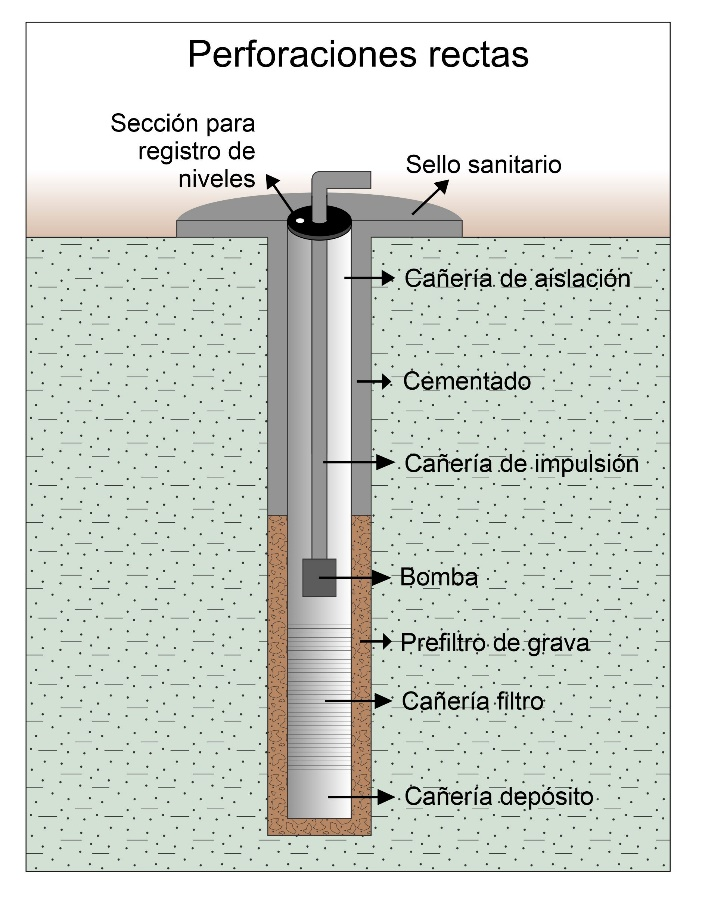 Perforaciones rectas
Sección para
registro de
niveles
Sello sanitario
Cañería de aislación
Cementado
Cañería de impulsión
Bomba
Prefiltro de grava
Cañería filtro
Cañería depósito